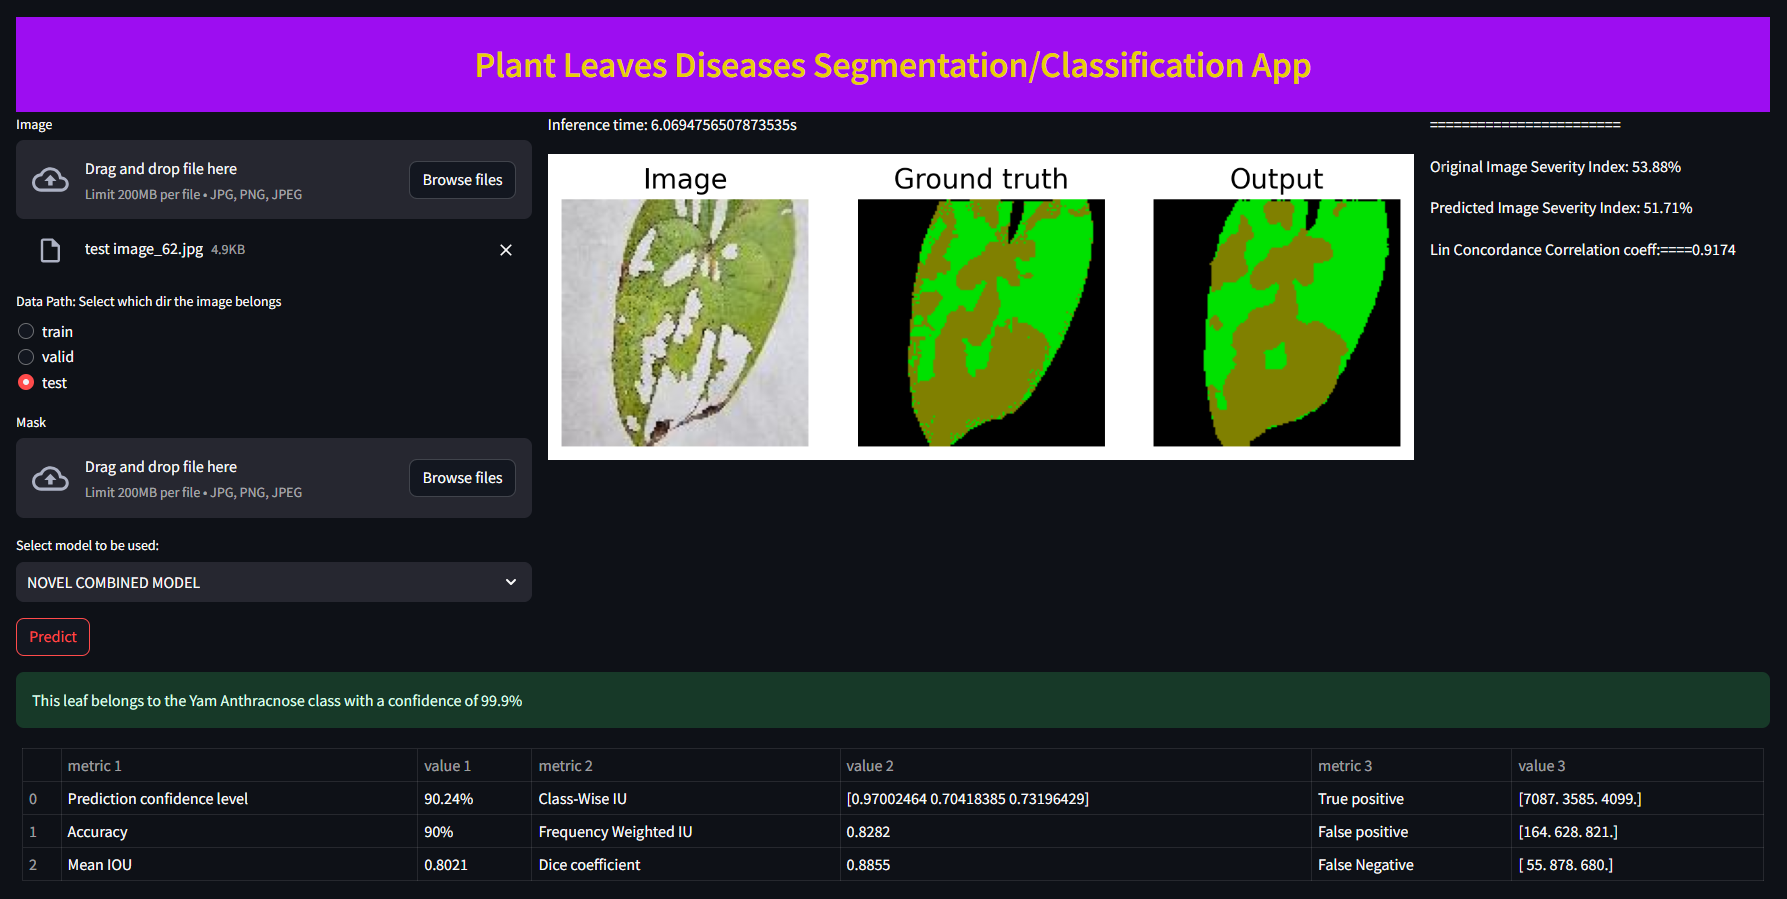 Plant Leaves Diseases Segmentation/Classification App
Image
Drag and drop file here
Limit 200MB per file • JPG, PNG, JPEG
Browse files
test image_62.jpg 4.9KB
Data Path: Select which dir the image belongs
train
valid
test
Mask
Drag and drop file here
Limit 200MB per file • JPG, PNG, JPEG
Browse files
Select model to be used:
NOVEL COMBINED MODEL
Predict
Inference time: 6.0694756507873535s
Image Ground truth Output
========================
Original Image Severity Index: 53.88%
Predicted Image Severity Index: 51.71%
Lin Concordance Correlation coeff:====0.9174
This leaf belongs to the Yam Anthracnose class with a confidence of 99.9%
metric 1 value 1 metric 2 value 2 metric 3 value 3
0 Prediction confidence level 90.24% Class-Wise IU [0.97002464 0.70418385 0.73196429] True positive [7087. 3585. 4099.]
1 Accuracy 90% Frequency Weighted IU 0.8282 False positive [164. 628. 821.]
2 Mean IOU 0.8021 Dice coefficient 0.8855 False Negative [ 55. 878. 680.]